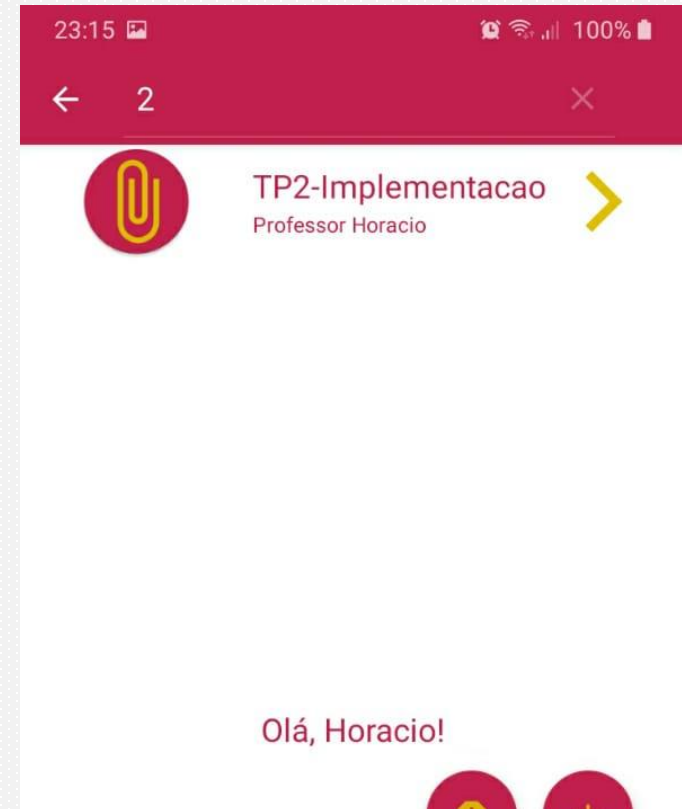 23:15 100%
2
TP2-Implementacao
Professor Horacio
Olá, Horacio!